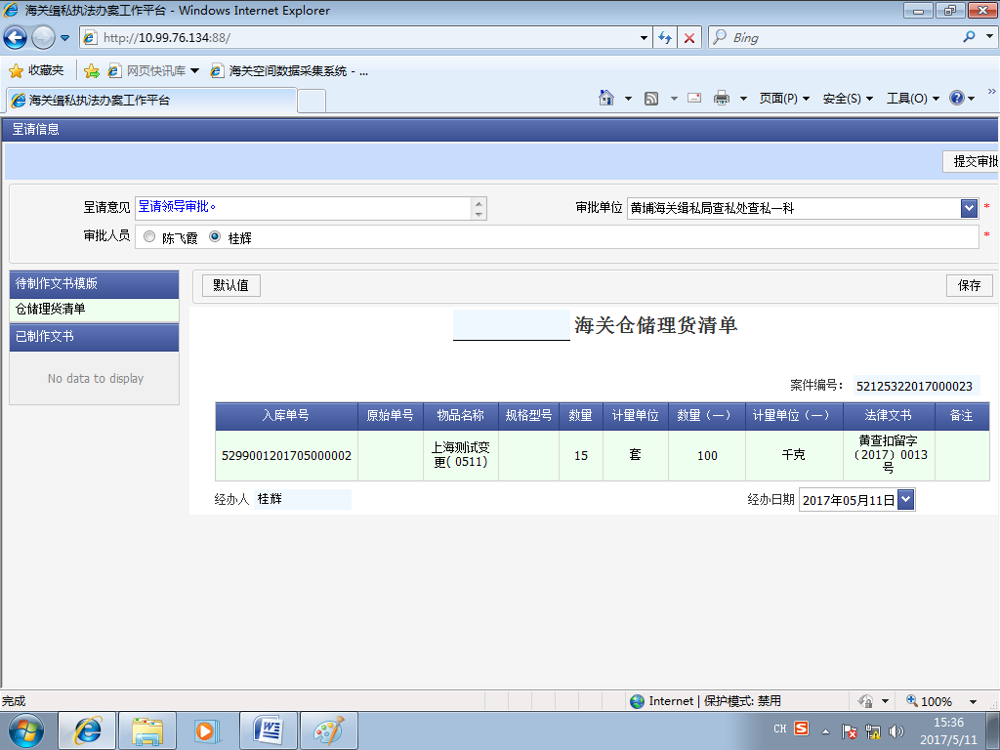 海关缉私执法办案工作平台 - Windows Internet Explorer
http://10.99.76.134:88/
Bing
收藏夹 网页快讯库 海关空间数据采集系统 - ...
海关缉私执法办案工作平台
页面(P) 安全(S) 工具(O)
呈请信息
提交审批
呈请意见 呈请领导审批。 审批单位 黄埔海关缉私局查私处查私一科 *
审批人员 陈飞霞 桂辉 *
待制作文书模版
仓储理货清单
已制作文书
No data to display
默认值 保存
海关仓储理货清单
案件编号： 52125322017000023
入库单号 原始单号 物品名称 规格型号 数量 计量单位 数量（一） 计量单位（一） 法律文书 备注
5299001201705000002 上海测试变更( 0511) 15 套 100 千克 黄查扣留字（2017）0013号
经办人 桂辉 经办日期 2017年05月11日
完成 Internet | 保护模式: 禁用 100%
CH 15:36
2017/5/11